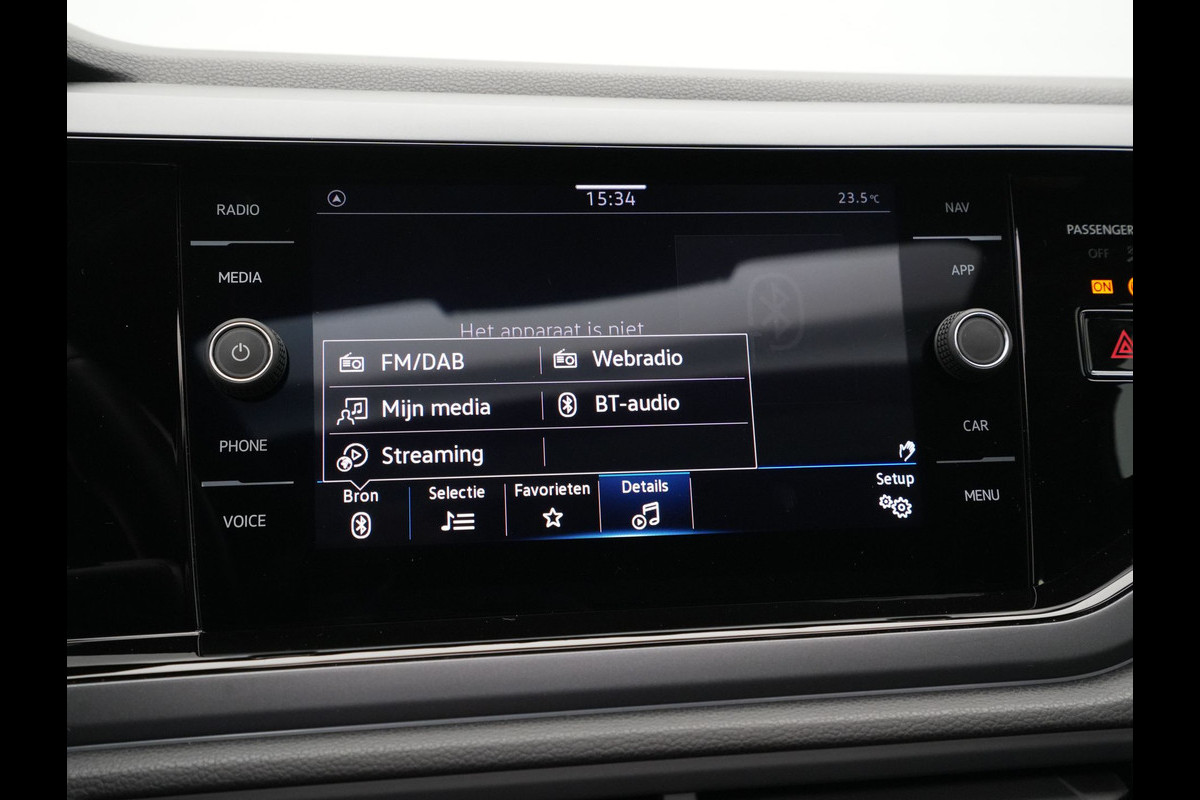 RADIO
MEDIA
PHONE
VOICE
15:34
23.5°C
Het apparaat is niet
FM/DAB
Webradio
Mijn media
BT-audio
Streaming
Bron
Selectie
Favorieten
Details
Setup
NAV
APP
CAR
MENU
PASSENGER
OFF
ON